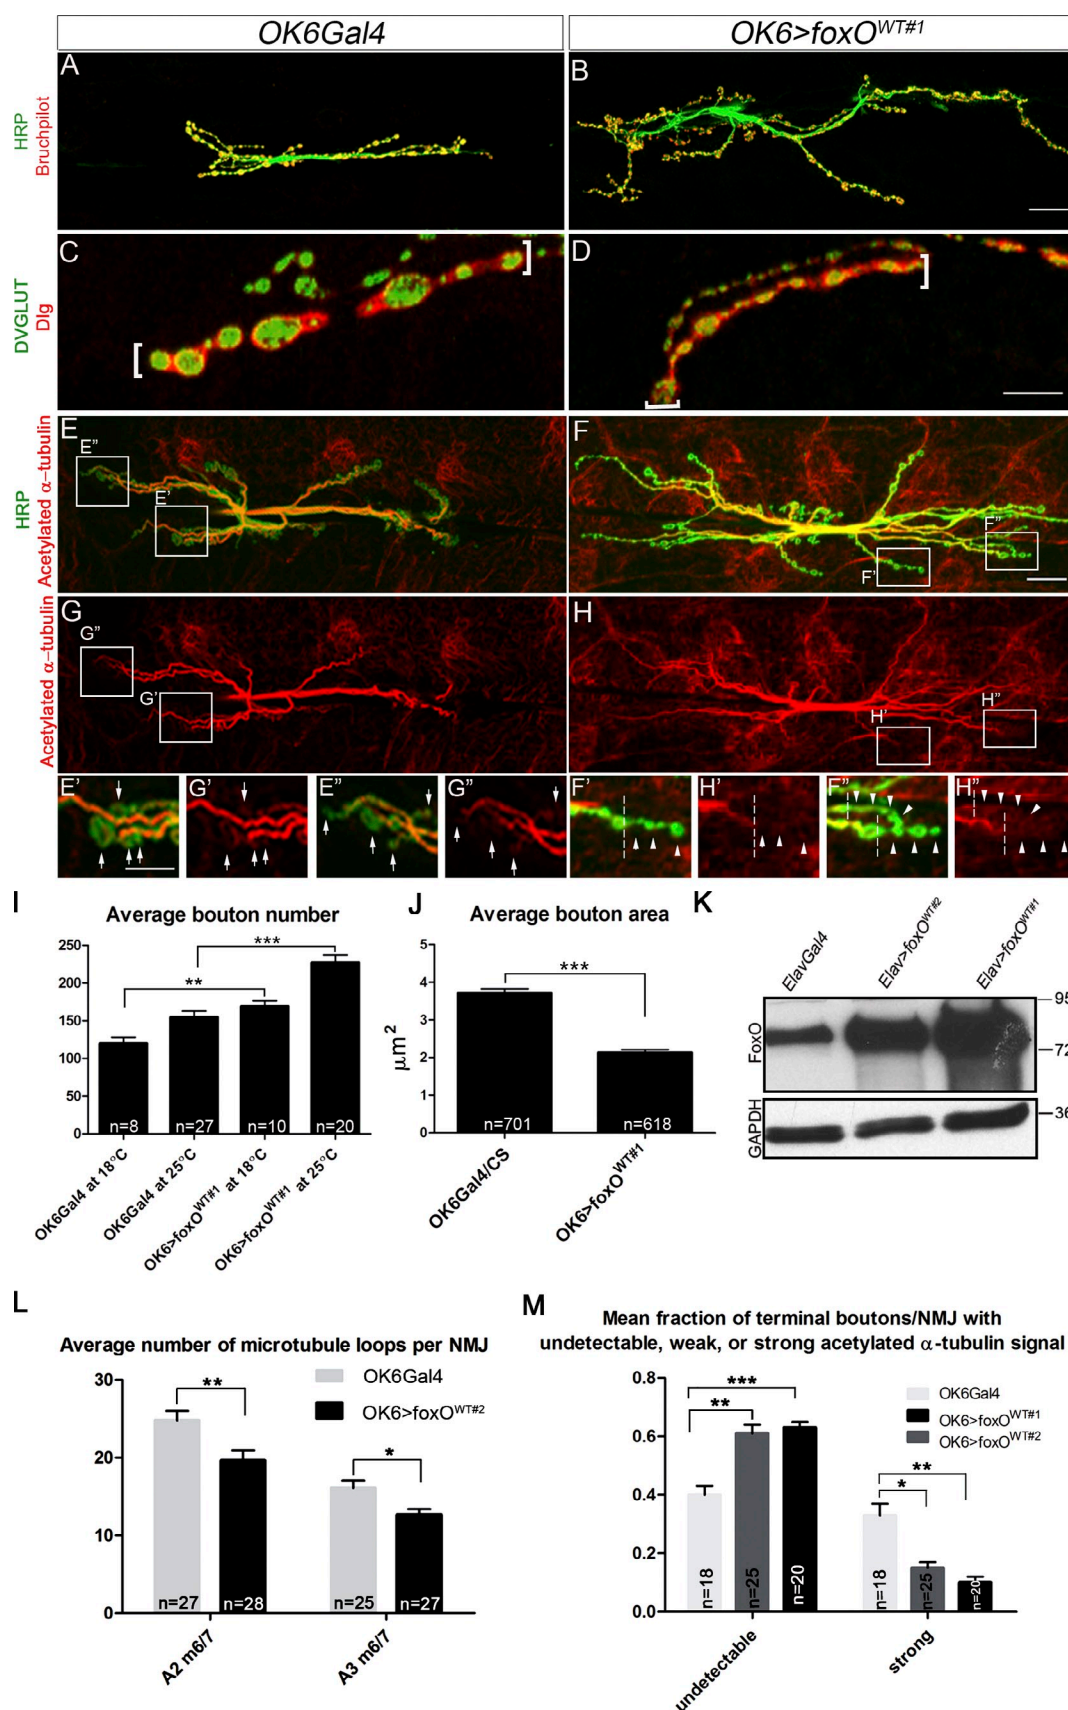 OK6Gal4
OK6>foxO^WT#1
A
B
HRP
Bruchpilot
C
D
DVGLUT
Dlg
E
E”
E’
F
F’
F”
HRP
Acetylated α–tubulin
G
G”
G’
H
H’
H”
Acetylated α–tubulin
E’
G’
E”
G”
F’
H’
F”
H”
I
Average bouton number
***
**
250
200
150
100
50
0
n=8
n=27
n=10
n=20
OK6Gal4 at 18°C
OK6Gal4 at 25°C
OK6>foxO^WT#1 at 18°C
OK6>foxO^WT#1 at 25°C
J
Average bouton area
***
µm²
5
4
3
2
1
0
n=701
n=618
OK6Gal4/CS
OK6>foxO^WT#1
K
ElavGal4
Elav>foxO^WT#2
Elav>foxO^WT#1
FoxO
95
72
GAPDH
36
L
Average number of microtubule loops per NMJ
30
20
10
0
**
*
OK6Gal4
OK6>foxO^WT#2
n=27
n=28
n=25
n=27
A2 m6/7
A3 m6/7
M
Mean fraction of terminal boutons/NMJ with
undetectable, weak, or strong acetylated α-tubulin signal
0.8
0.6
0.4
0.2
0.0
***
**
**
*
OK6Gal4
OK6>foxO^WT#1
OK6>foxO^WT#2
n=18
n=25
n=20
n=18
n=25
n=20
undetectable
strong